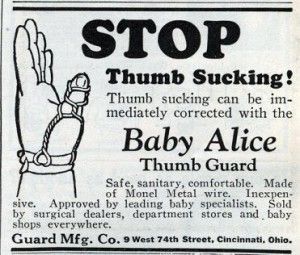 STOP
Thumb Sucking!
Thumb sucking can be im-
mediately corrected with the
Baby Alice
Thumb Guard
Safe, sanitary, comfortable. Made
of Monel Metal wire. Inexpen-
sive. Approved by leading baby specialists. Sold
by surgical dealers, department stores and baby
shops everywhere.
Guard Mfg. Co. 9 West 74th Street, Cincinnati, Ohio.